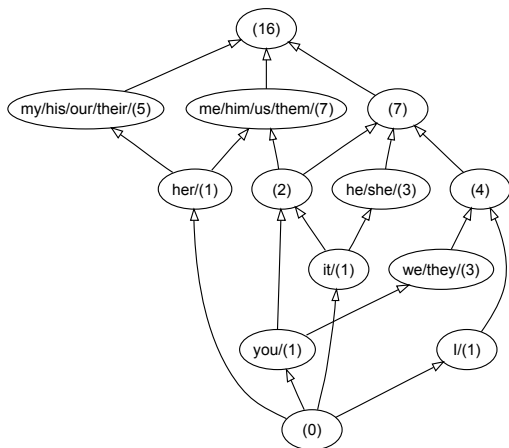 (16)
my/his/our/their/(5)
me/him/us/them/(7)
(7)
her/(1)
(2)
he/she/(3)
(4)
it/(1)
we/they/(3)
you/(1)
I/(1)
(0)